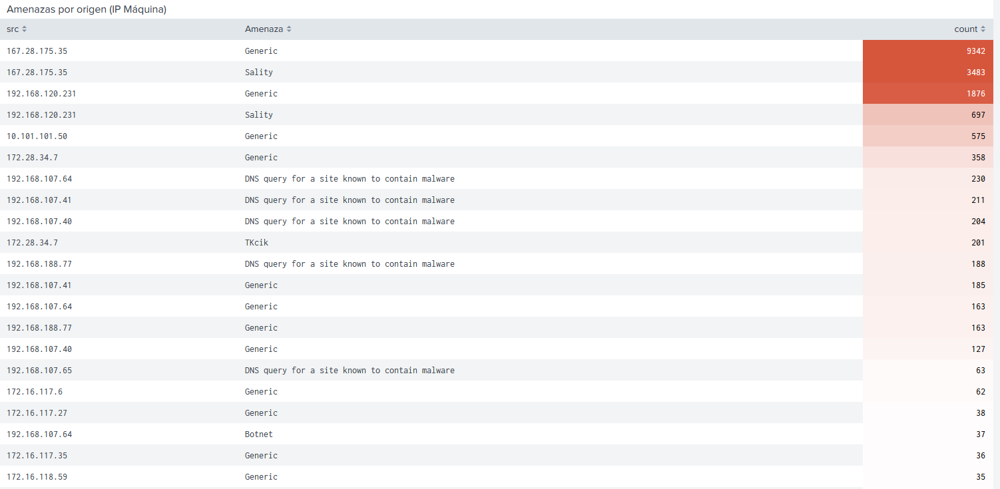 Amenazas por origen (IP Máquina)
src Amenaza count
167.28.175.35 Generic 9342
167.28.175.35 Sality 3483
192.168.120.231 Generic 1876
192.168.120.231 Sality 697
10.101.101.50 Generic 575
172.28.34.7 Generic 358
192.168.107.64 DNS query for a site known to contain malware 230
192.168.107.41 DNS query for a site known to contain malware 211
192.168.107.40 DNS query for a site known to contain malware 204
172.28.34.7 TKcik 201
192.168.188.77 DNS query for a site known to contain malware 188
192.168.107.41 Generic 185
192.168.107.64 Generic 163
192.168.188.77 Generic 163
192.168.107.40 Generic 127
192.168.107.65 DNS query for a site known to contain malware 63
172.16.117.6 Generic 62
172.16.117.27 Generic 38
192.168.107.64 Botnet 37
172.16.117.35 Generic 36
172.16.118.59 Generic 35